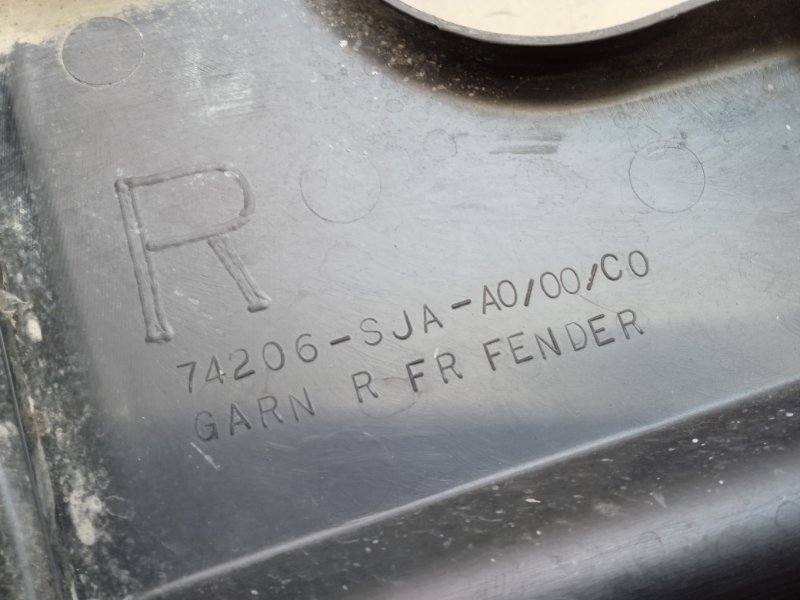 R
74206-SJA-A0/00/C0
GARN R FR FENDER